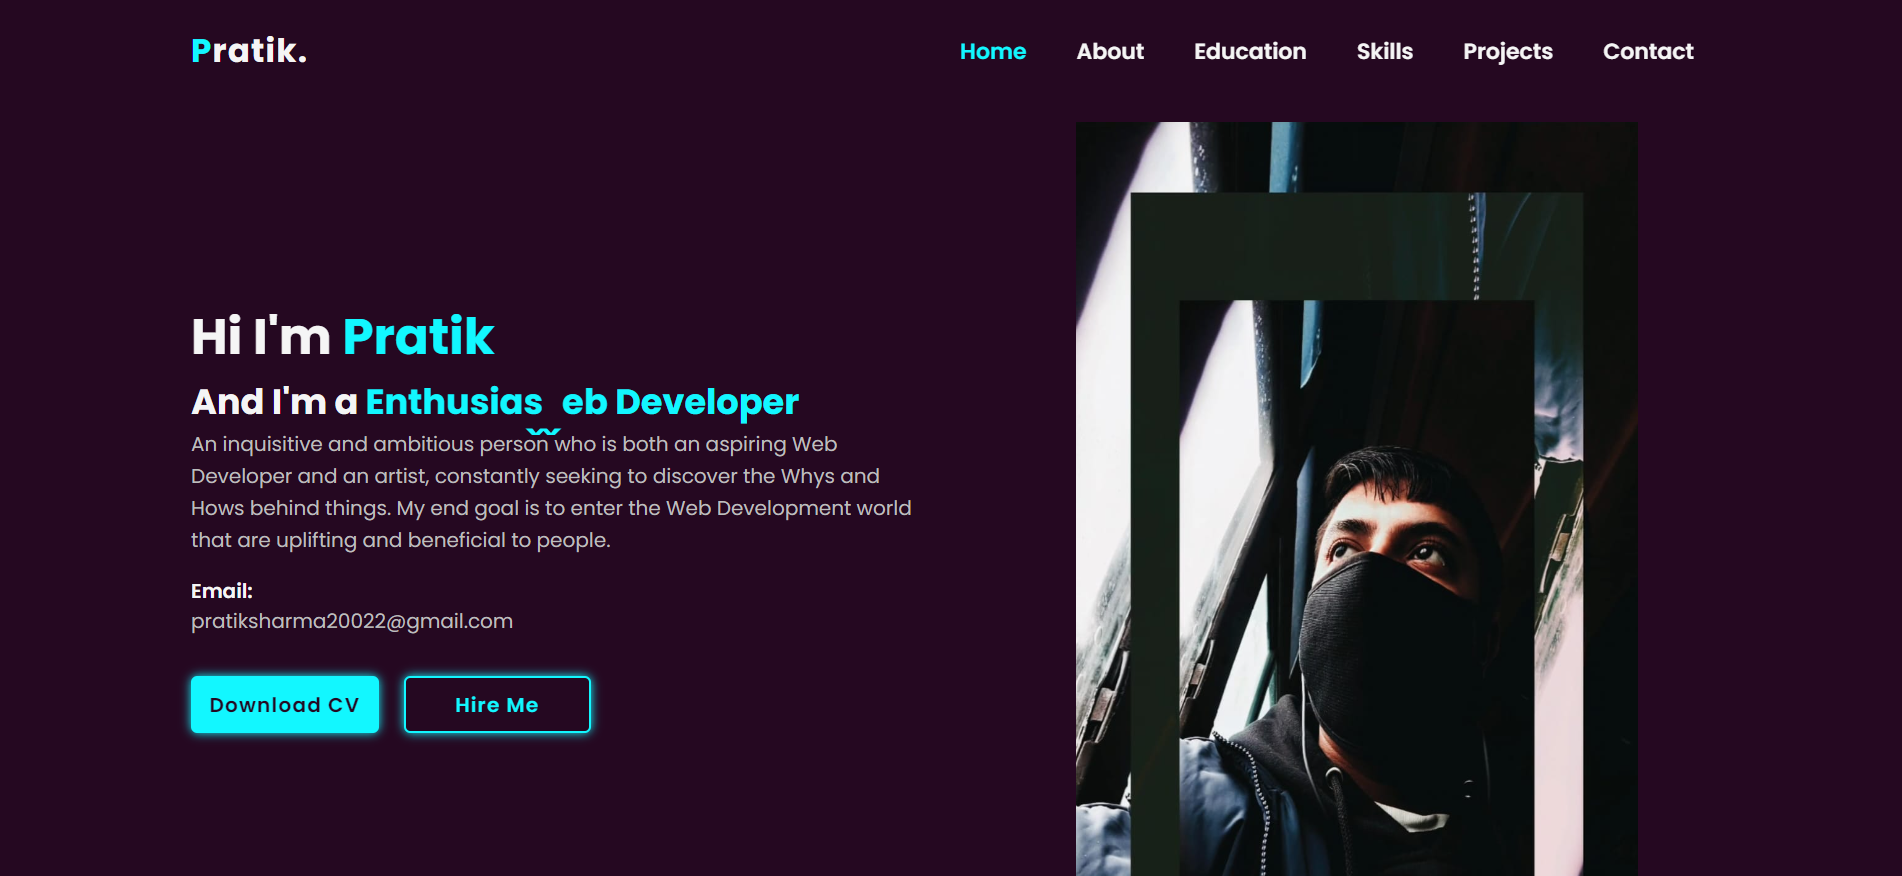 Pratik.
Home About Education Skills Projects Contact
Hi I'm Pratik
And I'm a Enthusias eb Developer
An inquisitive and ambitious person who is both an aspiring Web
Developer and an artist, constantly seeking to discover the Whys and
Hows behind things. My end goal is to enter the Web Development world
that are uplifting and beneficial to people.
Email:
pratiksharma20022@gmail.com
Download CV Hire Me